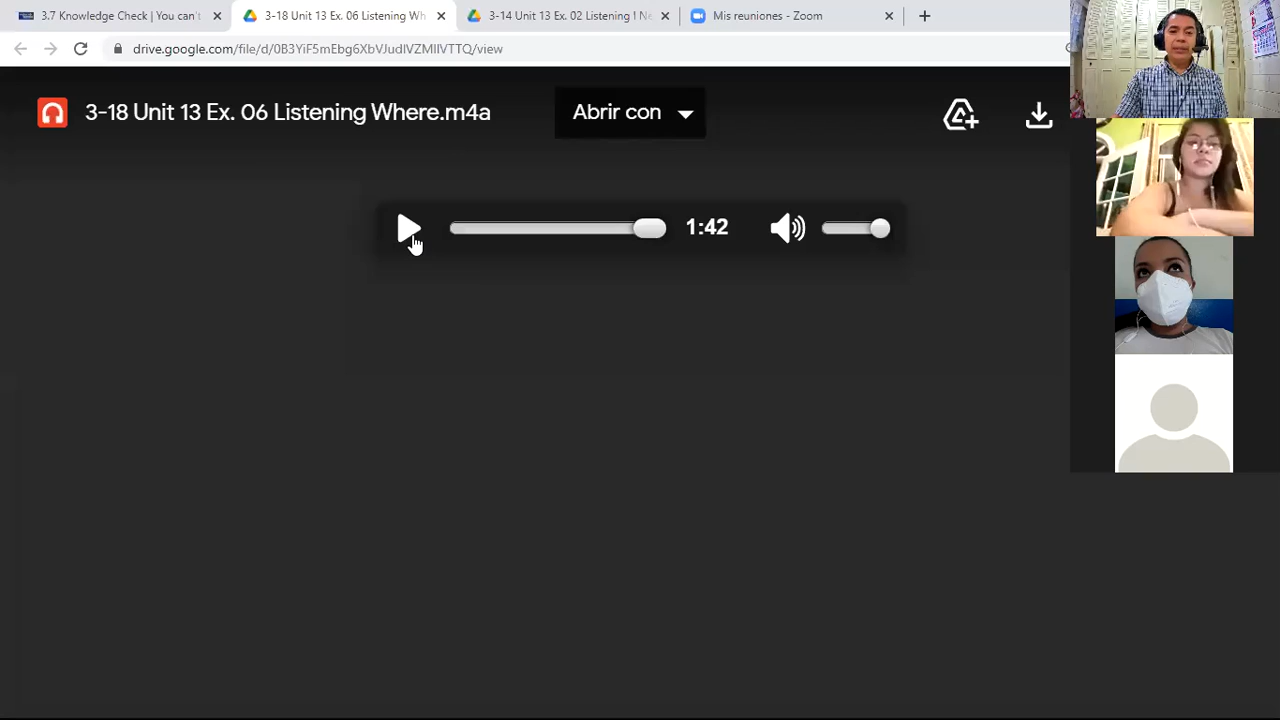 3.7 Knowledge Check | You can't
3-18 Unit 13 Ex. 06 Listening Wh
3-14 Unit 13 Ex. 02 Listening I Ne
Mis reuniones - Zoom
drive.google.com/file/d/0B3YiF5mEbg6XbVJudlVZMllVTTQ/view
3-18 Unit 13 Ex. 06 Listening Where.m4a
Abrir con
1:42